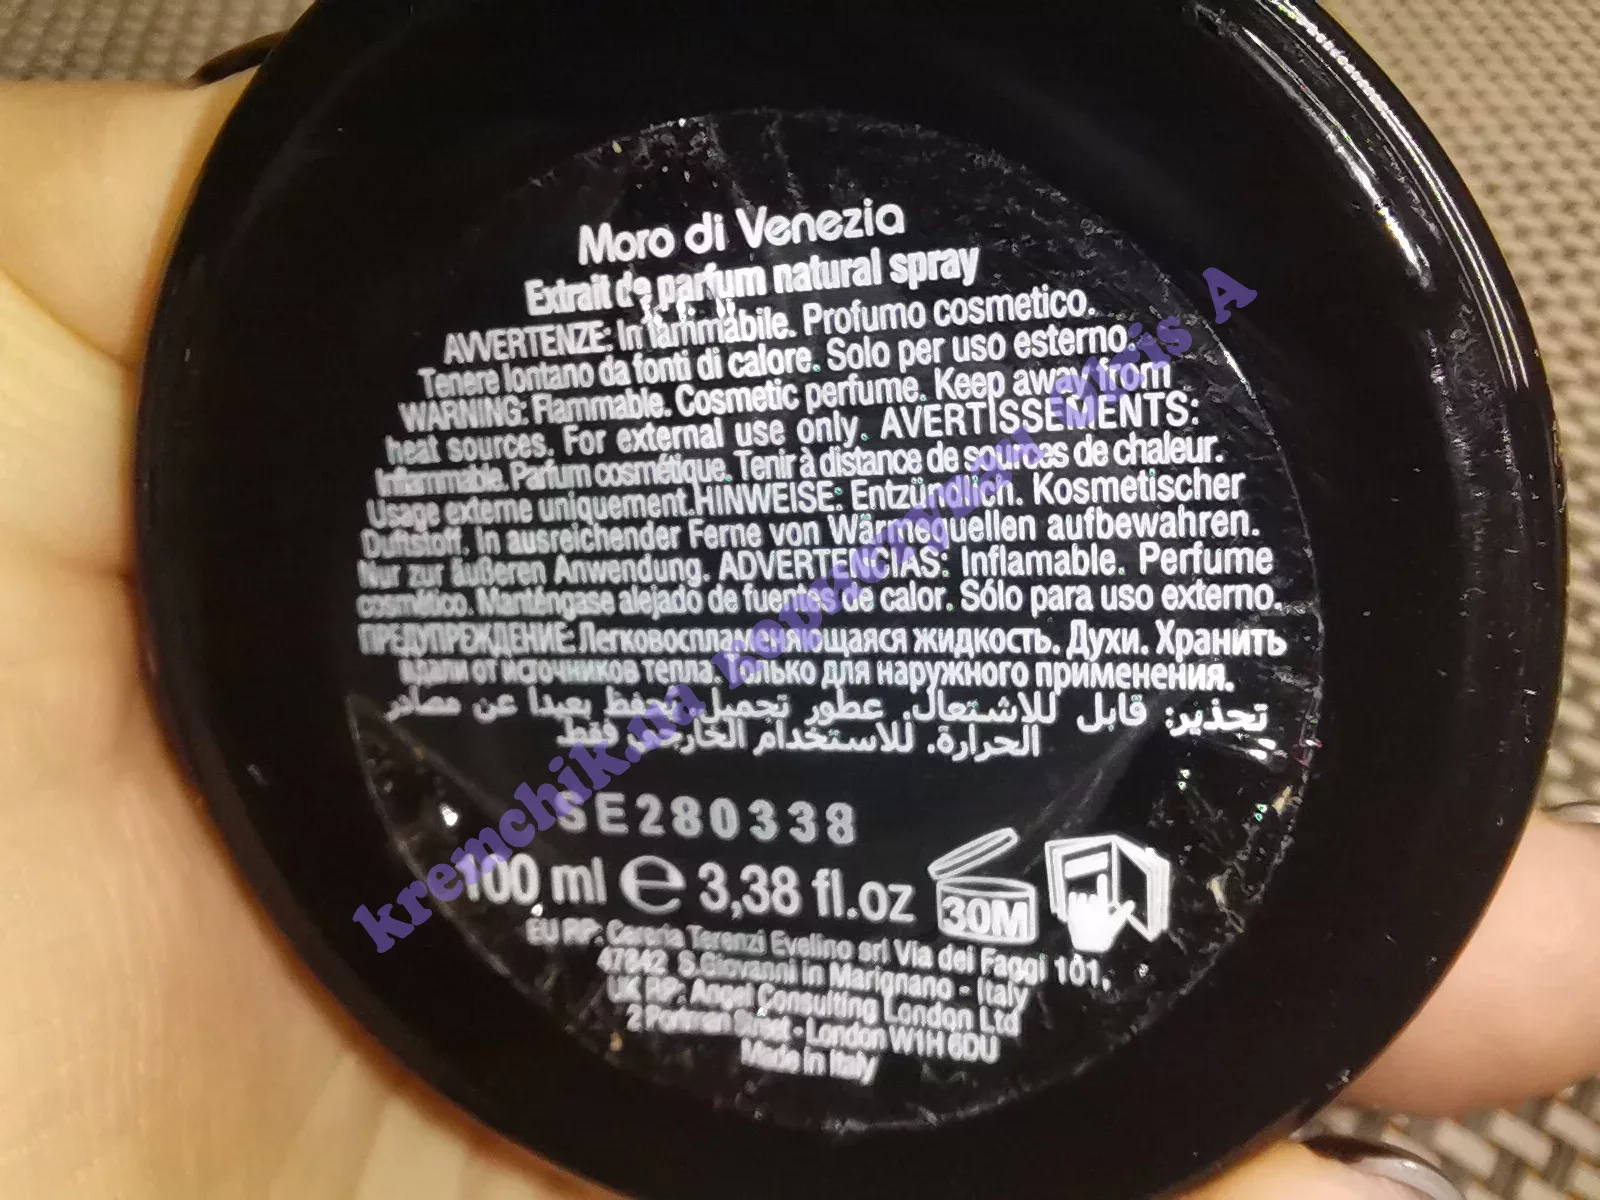 Moro di Venezia
Extrait de parfum natural spray
AVVERTENZE: Infiammabile. Profumo cosmetico.
Tenere lontano da fonti di calore. Solo per uso esterno.
WARNING: Flammable. Cosmetic perfume. Keep away from
heat sources. For external use only. AVERTISSEMENTS:
Inflammable. Parfum cosmétique. Tenir à distance de sources de chaleur.
Usage externe uniquement.HINWEISE: Entzündlich. Kosmetischer
Duftstoff. In ausreichender Ferne von Wärmequellen aufbewahren.
Nur zur äußeren Anwendung. ADVERTENCIAS: Inflamable. Perfume
cosmético. Manténgase alejado de fuentes de calor. Sólo para uso externo.
ПРЕДУПРЕЖДЕНИЕ: Легковоспламеняющаяся жидкость. Духи. Хранить
вдали от источников тепла. Только для наружного применения.
تحذير: قابل للاشتعال. عطور تجميل. تحفظ بعيدا عن مصادر
الحرارة. للاستخدام الخارجي فقط
SE280338
100 ml e 3,38 fl.oz
30M
EU RP: Cereria Terenzi Evelino srl Via dei Faggi 101,
47842 S.Giovanni in Marignano - Italy
UK RP: Angel Consulting London Ltd
2 Portman Street - London W1H 6DU
Made in Italy
kremchik.ua користувач Oris A